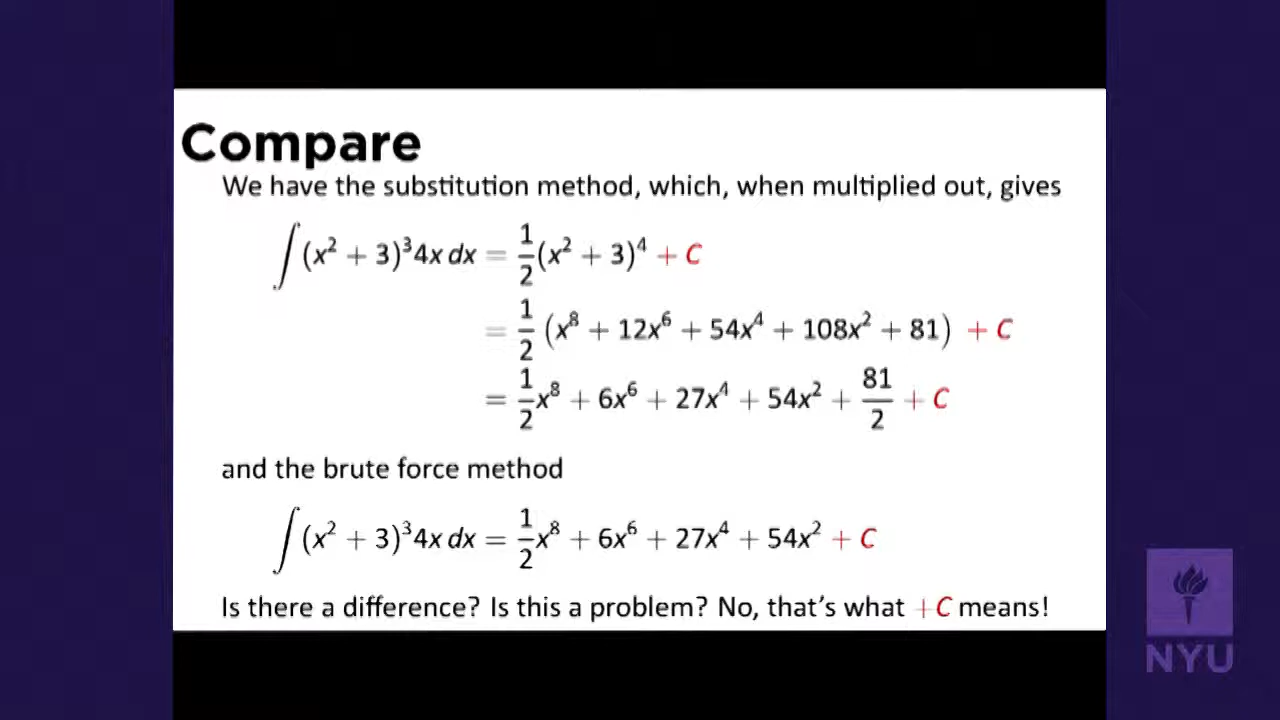 Compare
We have the substitution method, which, when multiplied out, gives
∫(x² + 3)³4x dx = 1/2(x² + 3)⁴ + C
= 1/2 (x⁸ + 12x⁶ + 54x⁴ + 108x² + 81) + C
= 1/2x⁸ + 6x⁶ + 27x⁴ + 54x² + 81/2 + C
and the brute force method
∫(x² + 3)³4x dx = 1/2x⁸ + 6x⁶ + 27x⁴ + 54x² + C
Is there a difference? Is this a problem? No, that’s what +C means!
NYU